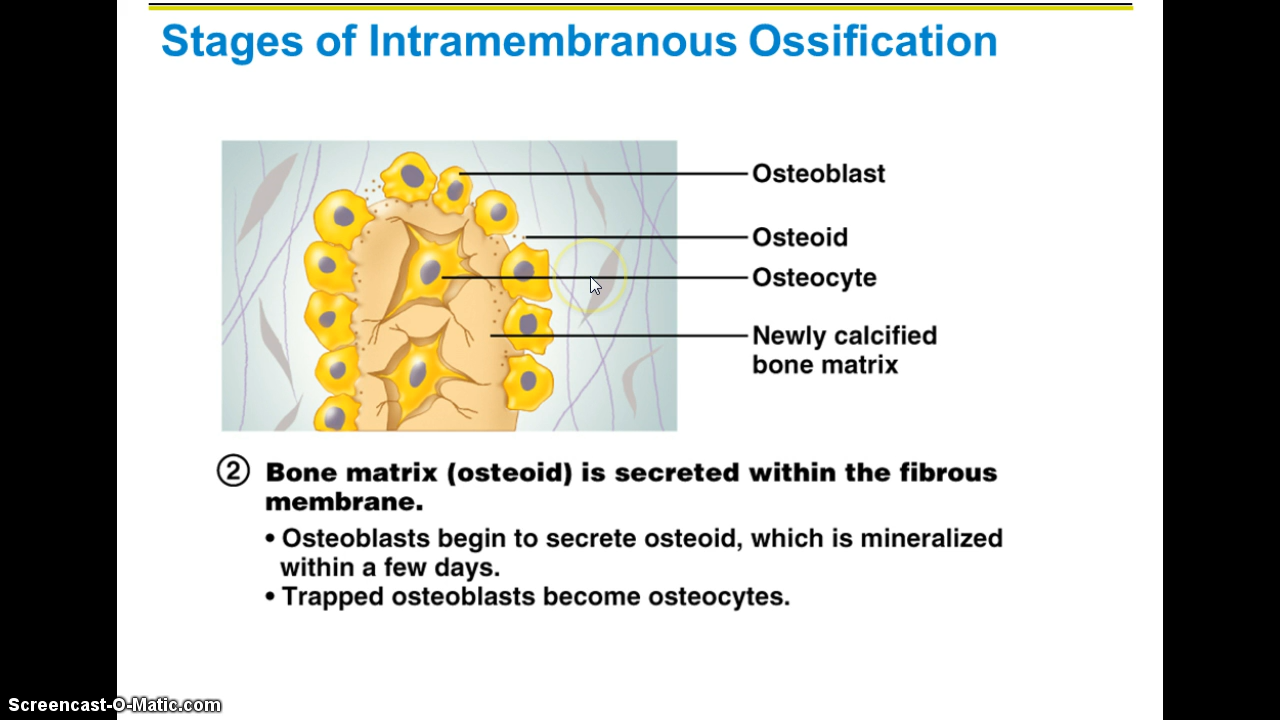 Stages of Intramembranous Ossification
Osteoblast
Osteoid
Osteocyte
Newly calcified
bone matrix
② Bone matrix (osteoid) is secreted within the fibrous
membrane.
• Osteoblasts begin to secrete osteoid, which is mineralized
within a few days.
• Trapped osteoblasts become osteocytes.
Screencast-O-Matic.com